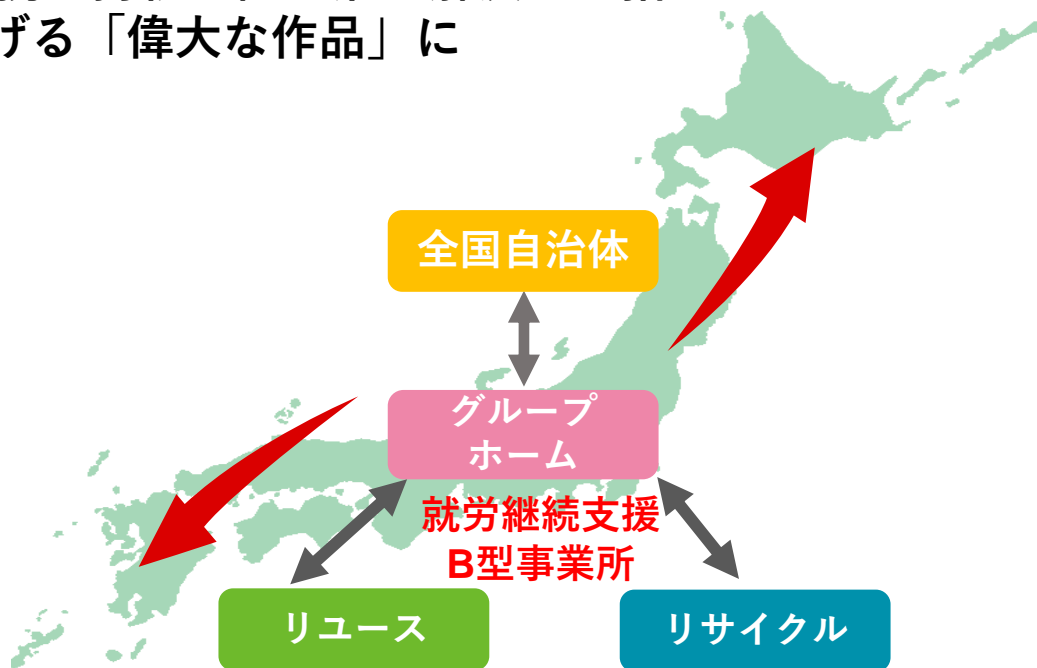 げる「偉大な作品」に
全国自治体
グループ
ホーム
就労継続支援
B型事業所
リユース
リサイクル